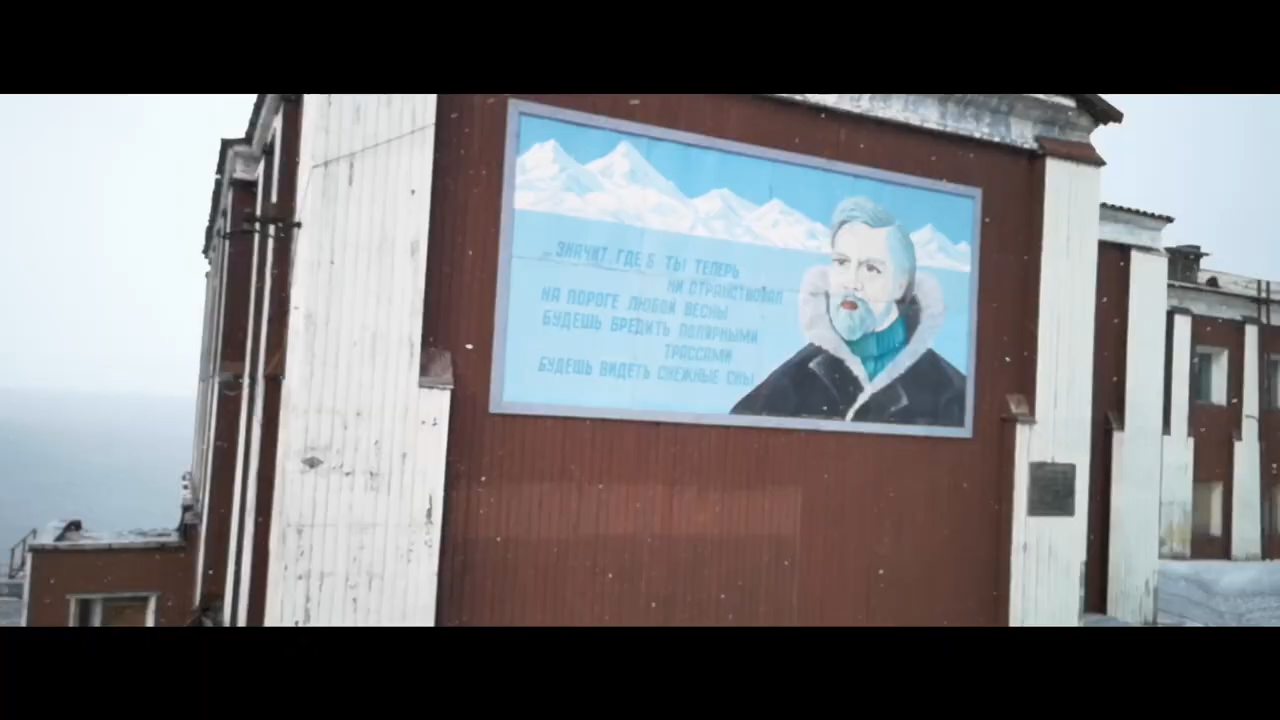 ... ЗНАЧИТ ГДЕ Б ТЫ ТЕПЕРЬ
НИ СТРАНСТВОВАЛ
НА ПОРОГЕ ЛЮБОЙ ВЕСНЫ
БУДЕШЬ БРЕДИТЬ ПОЛЯРНЫМИ
ТРАССАМИ
БУДЕШЬ ВИДЕТЬ СНЕЖНЫЕ СНЫ